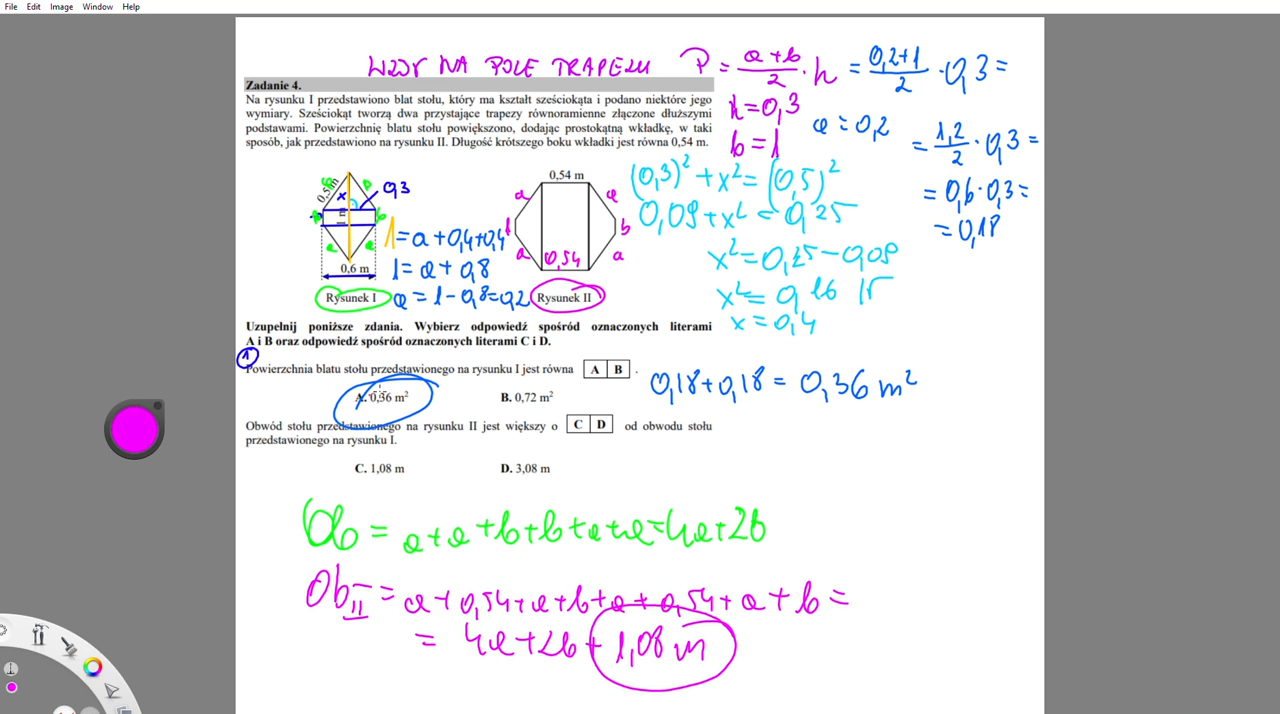 File Edit Image Window Help
WZÓR NA POLE TRAPEZU P = a+b/2 · h = 0,2+1/2 · 0,3 =
h = 0,3
b = 1
a = 0,2
= 1,2/2 · 0,3 =
= 0,6 · 0,3 =
= 0,18
Zadanie 4.
Na rysunku I przedstawiono blat stołu, który ma kształt sześciokąta i podano niektóre jego
wymiary. Sześciokąt tworzą dwa przystające trapezy równoramienne złączone dłuższymi
podstawami. Powierzchnię blatu stołu powiększono, dodając prostokątną wkładkę, w taki
sposób, jak przedstawiono na rysunku II. Długość krótszego boku wkładki jest równa 0,54 m.
0,5 m
x
1 m
0,3
a
a
b
b
a
a
0,6 m
Rysunek I
1 = a + 0,4 + 0,4
1 = a + 0,8
a = 1 - 0,8 = 0,2
0,54 m
a
a
b
b
a
a
0,54
Rysunek II
(0,3)² + x² = (0,5)²
0,09 + x² = 0,25
x² = 0,25 - 0,09
x² = 0,16
x = 0,4
Uzupełnij poniższe zdania. Wybierz odpowiedź spośród oznaczonych literami
A i B oraz odpowiedź spośród oznaczonych literami C i D.
1
Powierzchnia blatu stołu przedstawionego na rysunku I jest równa A B .
0,18 + 0,18 = 0,36 m²
A. 0,36 m² B. 0,72 m²
Obwód stołu przedstawionego na rysunku II jest większy o C D od obwodu stołu
przedstawionego na rysunku I.
C. 1,08 m D. 3,08 m
Ob = a + a + b + b + a + a = 4a + 2b
Ob II = a + 0,54 + a + b + a + 0,54 + a + b =
= 4a + 2b + 1,08 m